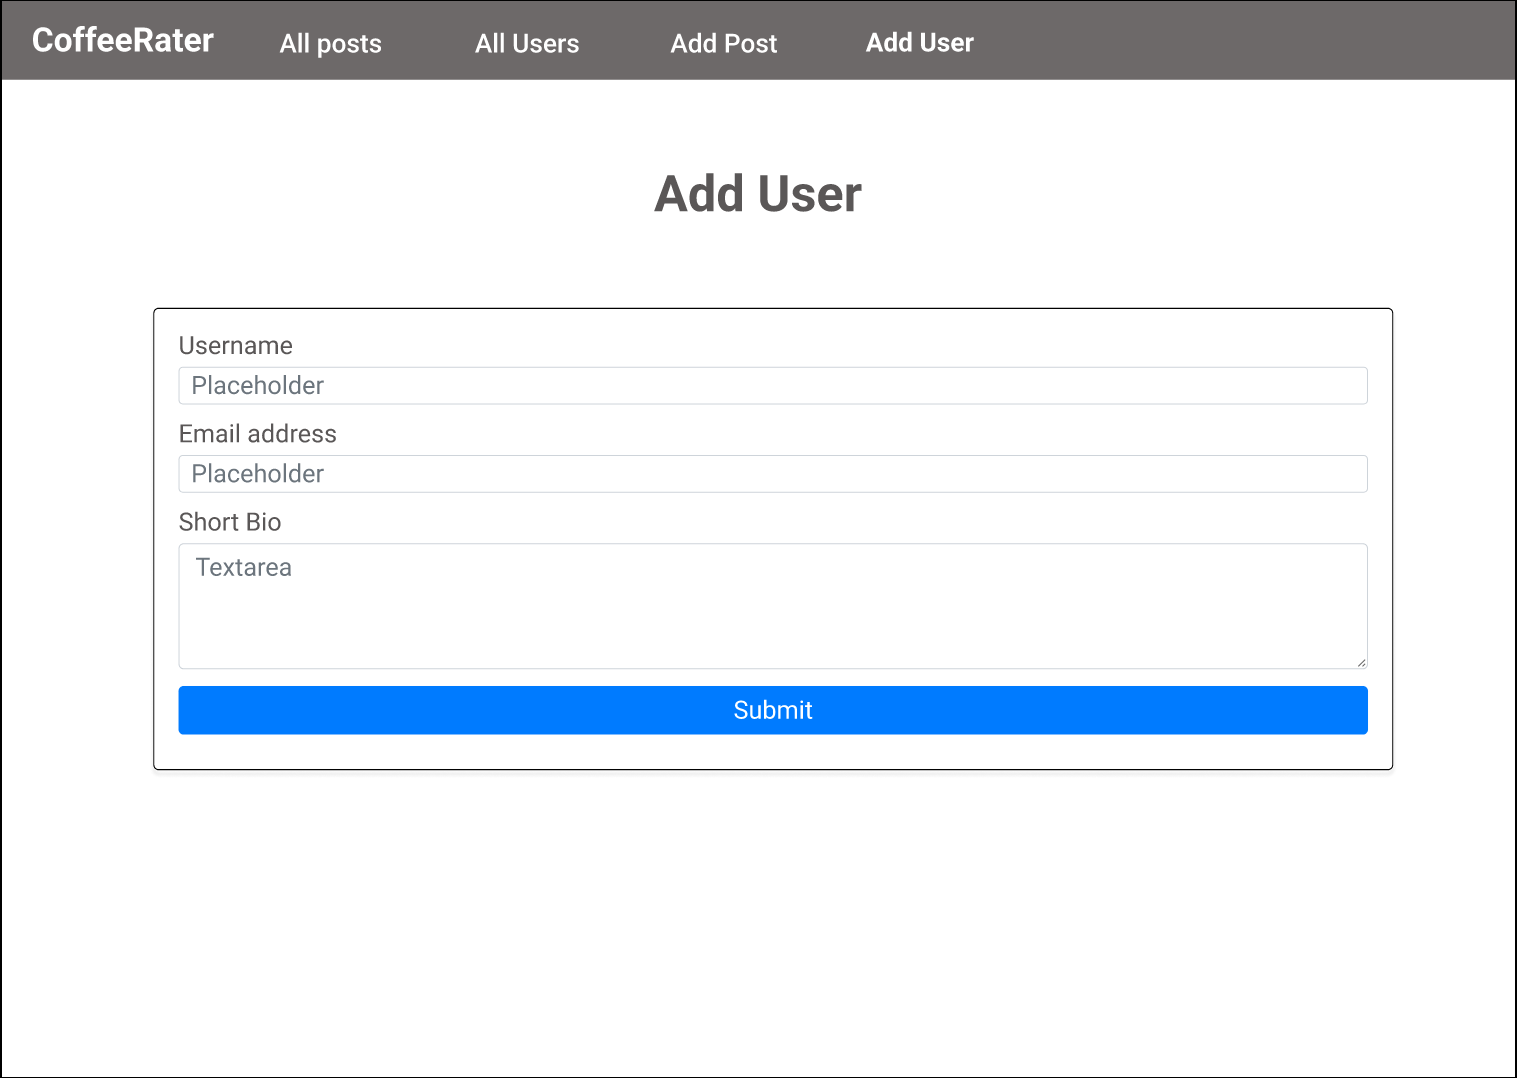 CoffeeRater All posts All Users Add Post Add User
Add User
Username
Placeholder
Email address
Placeholder
Short Bio
Textarea
Submit